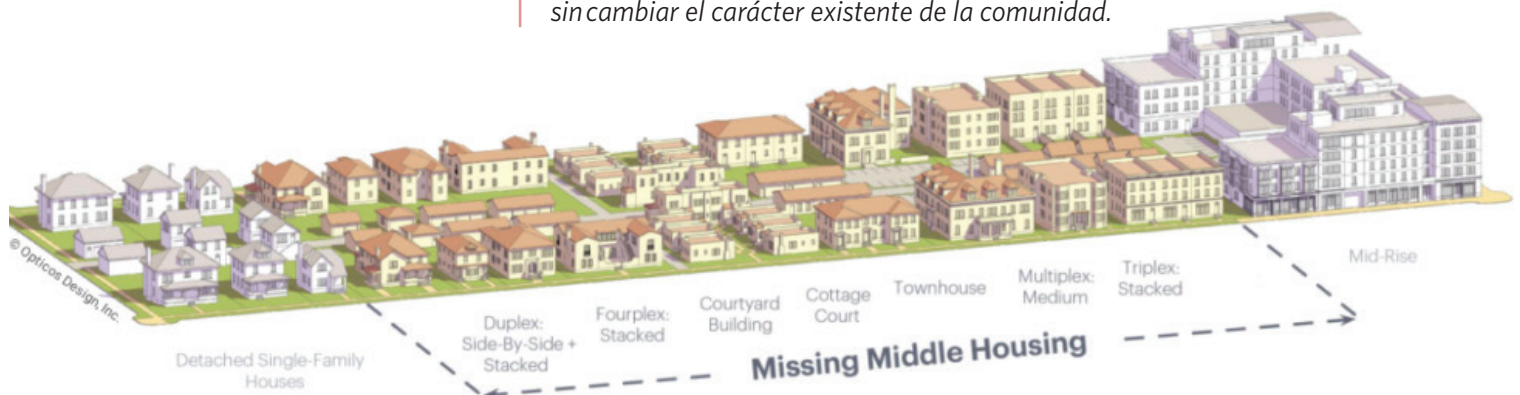 sin cambiar el carácter existente de la comunidad.
© Opticos Design, Inc.
Detached Single-Family
Houses
Duplex:
Side-By-Side +
Stacked
Fourplex:
Stacked
Courtyard
Building
Cottage
Court
Townhouse
Multiplex:
Medium
Triplex:
Stacked
Mid-Rise
Missing Middle Housing